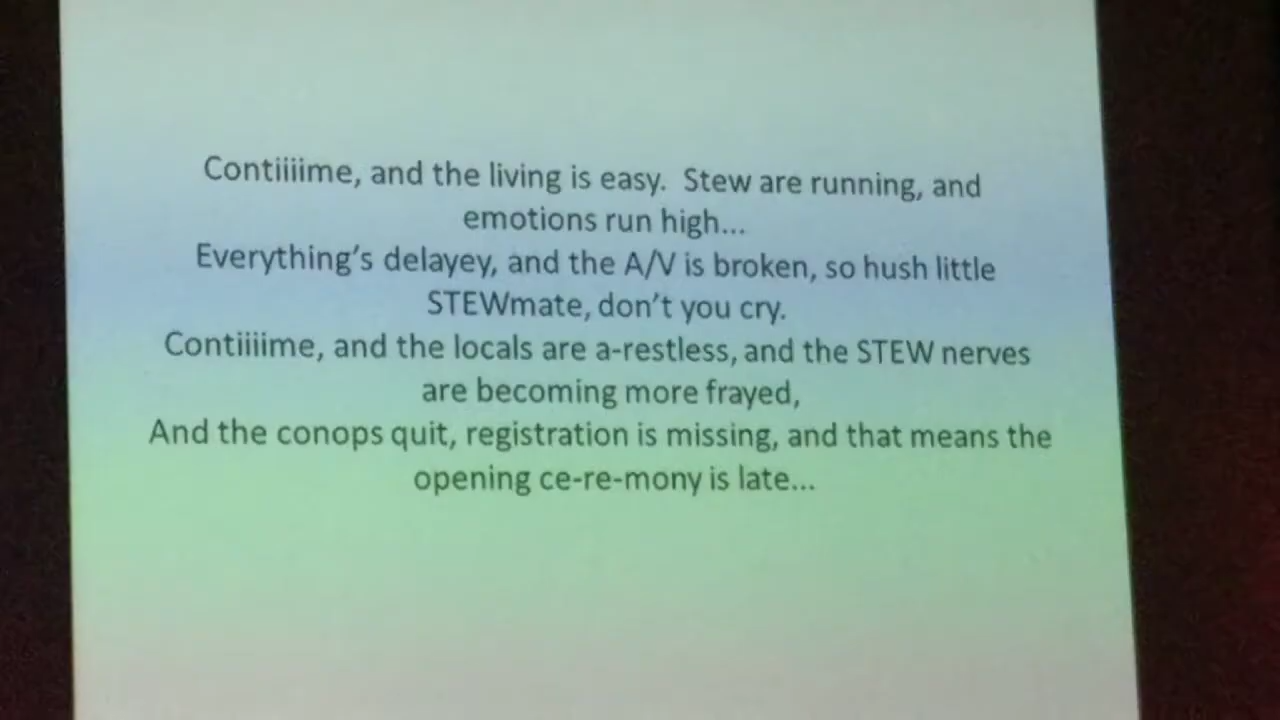 Contiiiime, and the living is easy.  Stew are running, and
emotions run high...
Everything's delayey, and the A/V is broken, so hush little
STEWmate, don't you cry.
Contiiiime, and the locals are a-restless, and the STEW nerves
are becoming more frayed,
And the conops quit, registration is missing, and that means the
opening ce-re-mony is late...